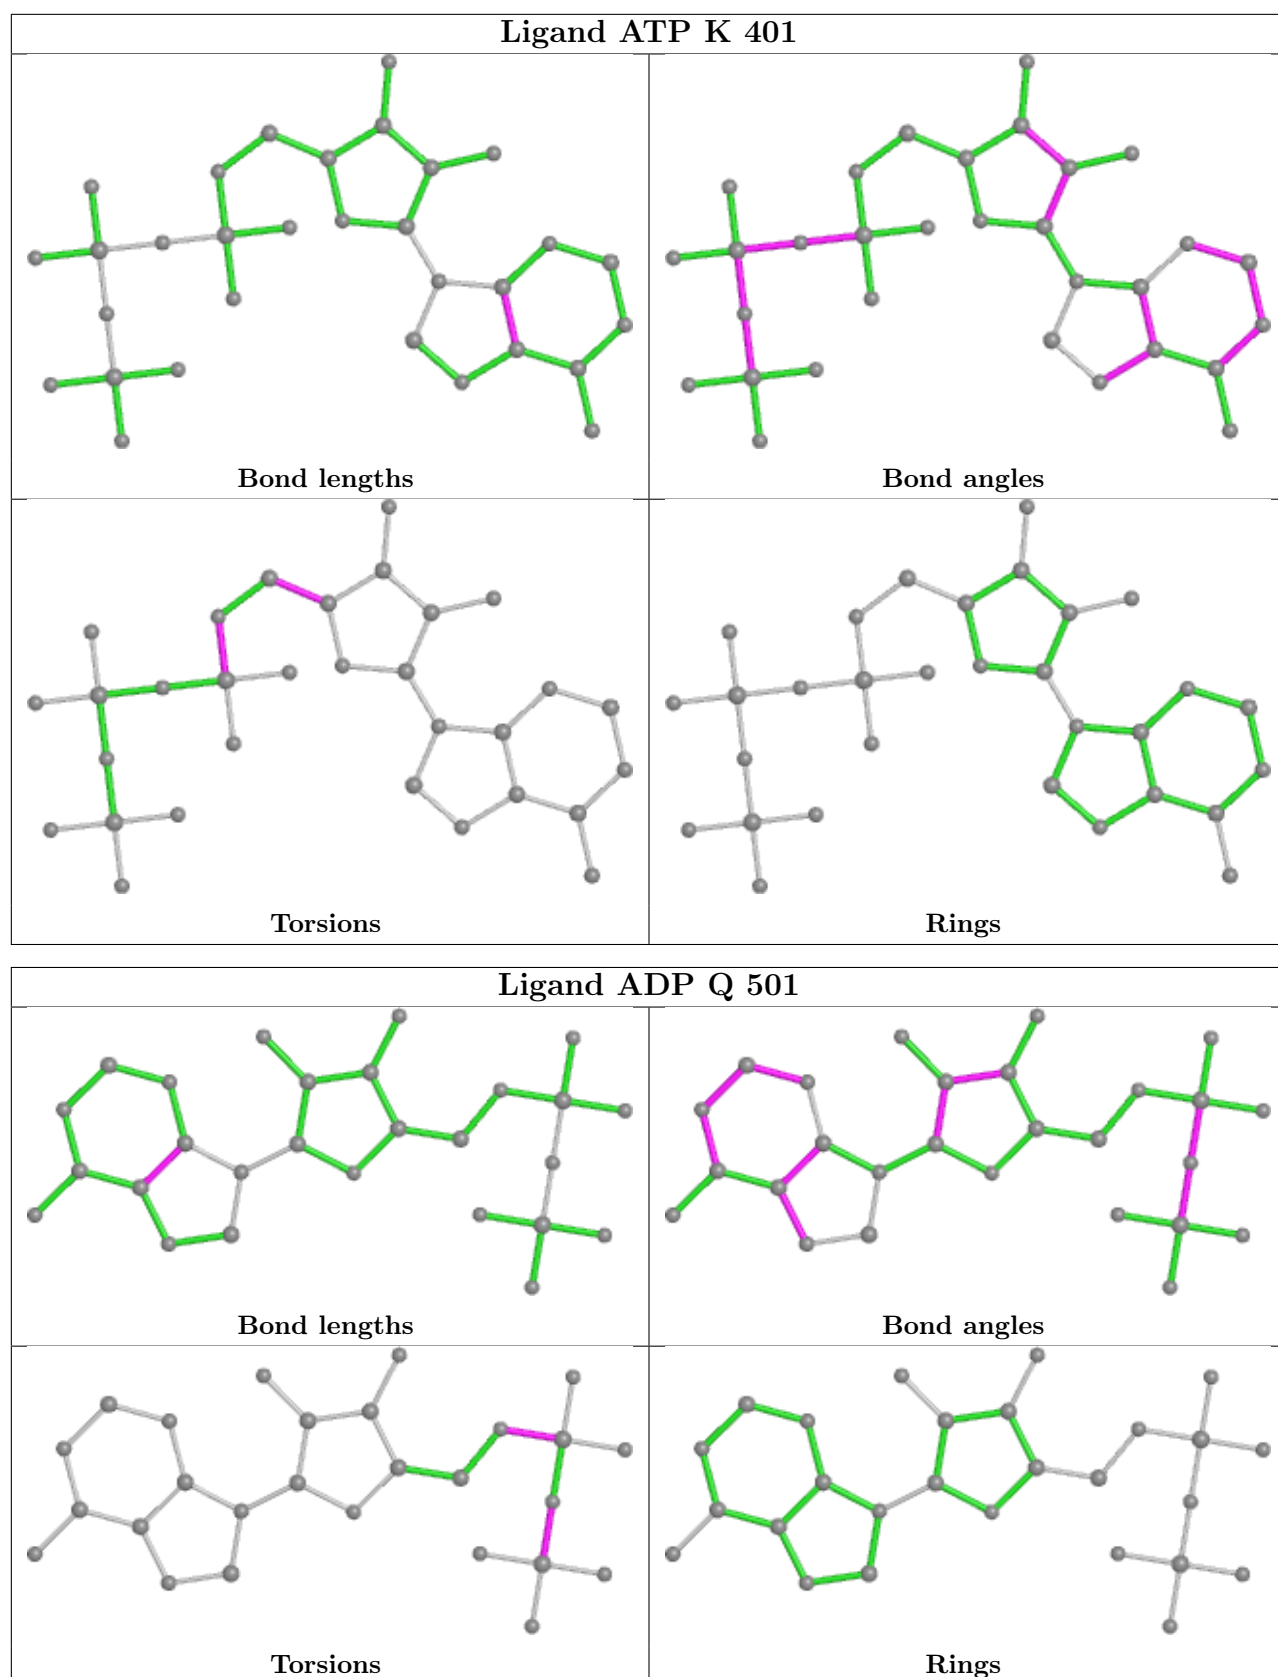 Ligand ATP K 401
Bond lengths
Bond angles
Torsions
Rings
Ligand ADP Q 501
Bond lengths
Bond angles
Torsions
Rings